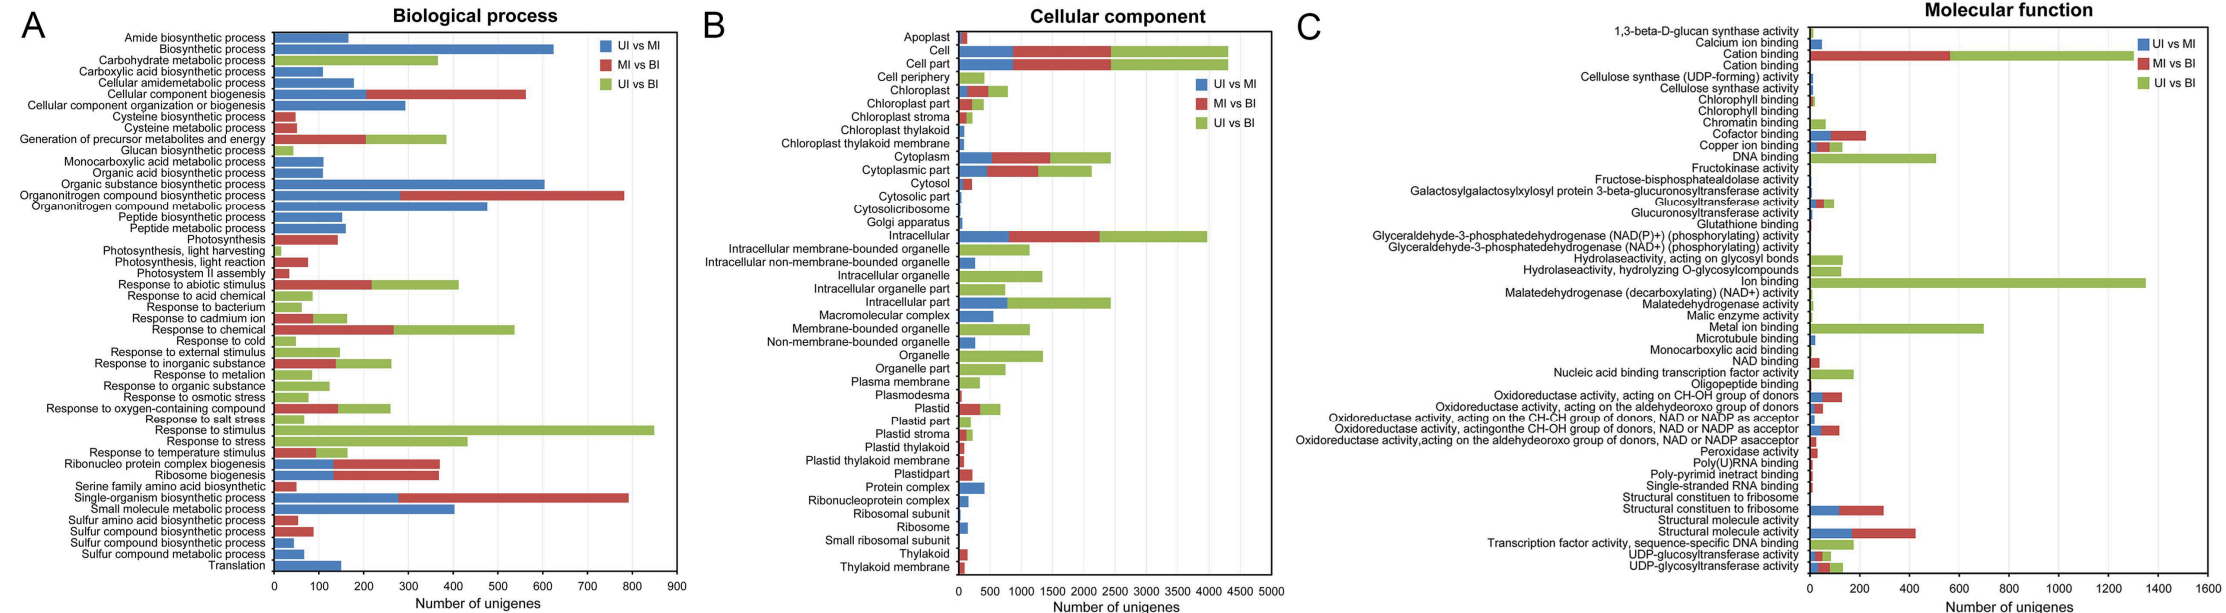 A
Biological process
Amide biosynthetic process
Biosynthetic process
Carbohydrate metabolic process
Carboxylic acid biosynthetic process
Cellular amidemetabolic process
Cellular component biogenesis
Cellular component organization or biogenesis
Cysteine biosynthetic process
Cysteine metabolic process
Generation of precursor metabolites and energy
Glucan biosynthetic process
Monocarboxylic acid metabolic process
Organic acid biosynthetic process
Organic substance biosynthetic process
Organonitrogen compound biosynthetic process
Organonitrogen compound metabolic process
Peptide biosynthetic process
Peptide metabolic process
Photosynthesis
Photosynthesis, light harvesting
Photosynthesis, light reaction
Photosystem II assembly
Response to abiotic stimulus
Response to acid chemical
Response to bacterium
Response to cadmium ion
Response to chemical
Response to cold
Response to external stimulus
Response to inorganic substance
Response to metalion
Response to organic substance
Response to osmotic stress
Response to oxygen-containing compound
Response to salt stress
Response to stimulus
Response to stress
Response to temperature stimulus
Ribonucleo protein complex biogenesis
Ribosome biogenesis
Serine family amino acid biosynthetic
Single-organism biosynthetic process
Small molecule metabolic process
Sulfur amino acid biosynthetic process
Sulfur compound biosynthetic process
Sulfur compound biosynthetic process
Sulfur compound metabolic process
Translation
UI vs MI
MI vs BI
UI vs BI
0 100 200 300 400 500 600 700 800 900
Number of unigenes
B
Cellular component
Apoplast
Cell
Cell part
Cell periphery
Chloroplast
Chloroplast part
Chloroplast stroma
Chloroplast thylakoid
Chloroplast thylakoid membrane
Cytoplasm
Cytoplasmic part
Cytosol
Cytosolic part
Cytosolicribosome
Golgi apparatus
Intracellular
Intracellular membrane-bounded organelle
Intracellular non-membrane-bounded organelle
Intracellular organelle
Intracellular organelle part
Intracellular part
Macromolecular complex
Membrane-bounded organelle
Non-membrane-bounded organelle
Organelle
Organelle part
Plasma membrane
Plasmodesma
Plastid
Plastid part
Plastid stroma
Plastid thylakoid
Plastid thylakoid membrane
Plastidpart
Protein complex
Ribonucleoprotein complex
Ribosomal subunit
Ribosome
Small ribosomal subunit
Thylakoid
Thylakoid membrane
UI vs MI
MI vs BI
UI vs BI
0 500 1000 1500 2000 2500 3000 3500 4000 4500 5000
Number of unigenes
C
Molecular function
1,3-beta-D-glucan synthase activity
Calcium ion binding
Cation binding
Cation binding
Cellulose synthase (UDP-forming) activity
Cellulose synthase activity
Chlorophyll binding
Chlorophyll binding
Chromatin binding
Cofactor binding
Copper ion binding
DNA binding
Fructokinase activity
Fructose-bisphosphatealdolase activity
Galactosylgalactosylxylosyl protein 3-beta-glucuronosyltransferase activity
Glucosyltransferase activity
Glucuronosyltransferase activity
Glutathione binding
Glyceraldehyde-3-phosphatedehydrogenase (NAD(P)+) (phosphorylating) activity
Glyceraldehyde-3-phosphatedehydrogenase (NAD+) (phosphorylating) activity
Hydrolaseactivity, acting on glycosyl bonds
Hydrolaseactivity, hydrolyzing O-glycosylcompounds
Ion binding
Malatedehydrogenase (decarboxylating) (NAD+) activity
Malatedehydrogenase activity
Malic enzyme activity
Metal ion binding
Microtubule binding
Monocarboxylic acid binding
NAD binding
Nucleic acid binding transcription factor activity
Oligopeptide binding
Oxidoreductase activity, acting on CH-OH group of donors
Oxidoreductase activity, acting on the aldehydeoroxo group of donors
Oxidoreductase activity, acting on the CH-CH group of donors, NAD or NADP as acceptor
Oxidoreductase activity, actingonthe CH-OH group of donors, NAD or NADP as acceptor
Oxidoreductase activity,acting on the aldehydeoroxo group of donors, NAD or NADP asacceptor
Peroxidase activity
Poly(U)RNA binding
Poly-pyrimid inetract binding
Single-stranded RNA binding
Structural constituen to fribosome
Structural constituen to fribosome
Structural molecule activity
Structural molecule activity
Transcription factor activity, sequence-specific DNA binding
UDP-glucosyltransferase activity
UDP-glycosyltransferase activity
UI vs MI
MI vs BI
UI vs BI
0 200 400 600 800 1000 1200 1400 1600
Number of unigenes